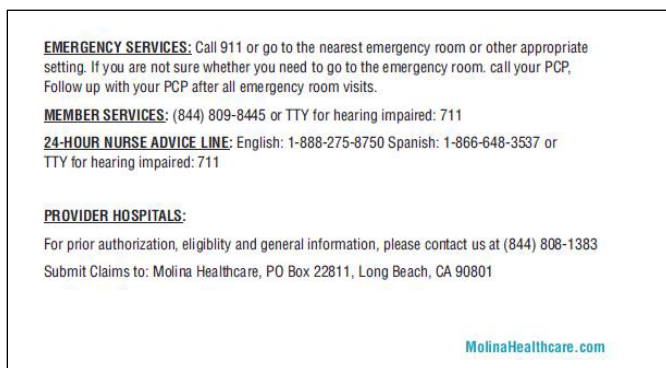 EMERGENCY SERVICES: Call 911 or go to the nearest emergency room or other appropriate
setting. If you are not sure whether you need to go to the emergency room. call your PCP,
Follow up with your PCP after all emergency room visits.
MEMBER SERVICES: (844) 809-8445 or TTY for hearing impaired: 711
24-HOUR NURSE ADVICE LINE: English: 1-888-275-8750 Spanish: 1-866-648-3537 or
TTY for hearing impaired: 711
PROVIDER HOSPITALS:
For prior authorization, eligiblity and general information, please contact us at (844) 808-1383
Submit Claims to: Molina Healthcare, PO Box 22811, Long Beach, CA 90801
MolinaHealthcare.com